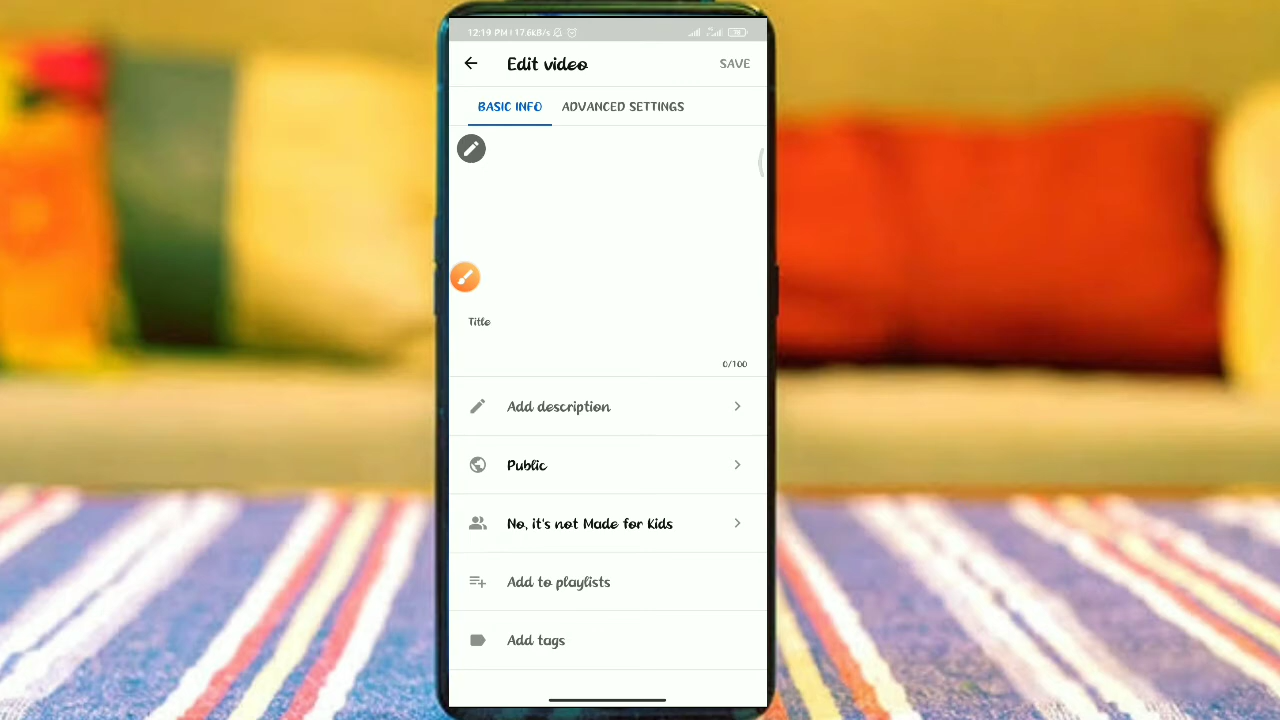 12:19 PM | 17.6kB/s
Edit video
SAVE
BASIC INFO
ADVANCED SETTINGS
Title
0/100
Add description
Public
No, it's not Made for Kids
Add to playlists
Add tags